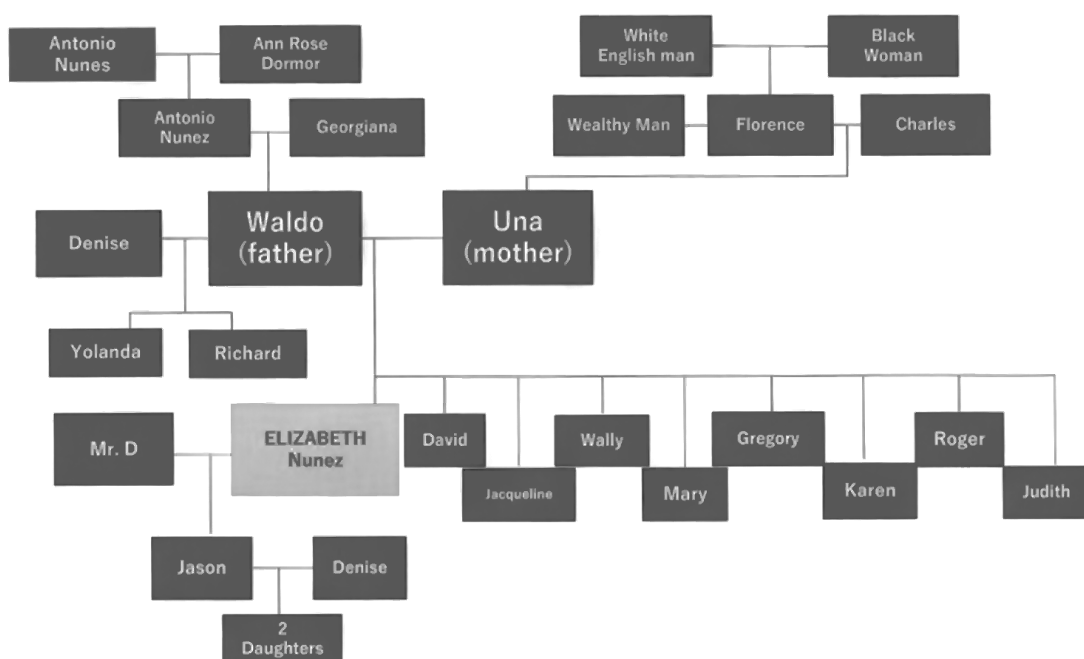 Antonio
Nunes
Ann Rose
Dormor
White
English man
Black
Woman
Antonio
Nunez
Georgiana
Wealthy Man
Florence
Charles
Waldo
(father)
Una
(mother)
Denise
Yolanda
Richard
Mr. D
ELIZABETH
Nunez
David
Jacqueline
Wally
Mary
Gregory
Karen
Roger
Judith
Jason
Denise
2
Daughters